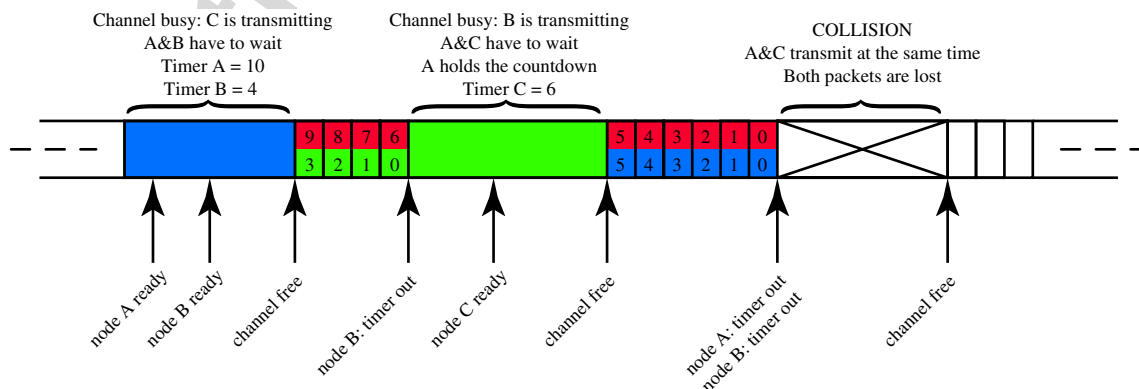 Channel busy: C is transmitting
A&B have to wait
Timer A = 10
Timer B = 4
Channel busy: B is transmitting
A&C have to wait
A holds the countdown
Timer C = 6
COLLISION
A&C transmit at the same time
Both packets are lost
9 8 7 6
3 2 1 0
5 4 3 2 1 0
5 4 3 2 1 0
node A ready
node B ready
channel free
node B: timer out
node C ready
channel free
node A: timer out
node B: timer out
channel free